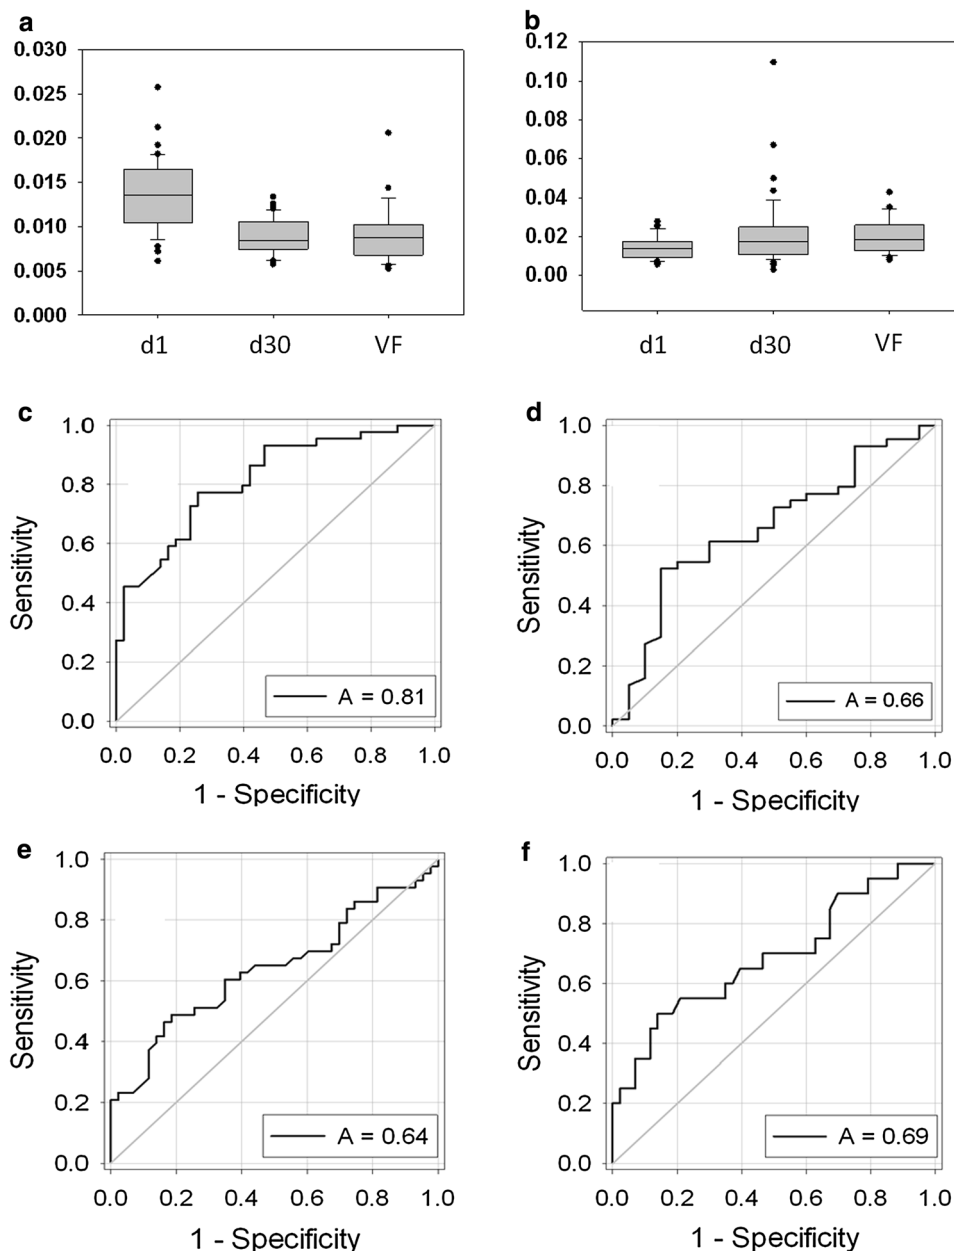 a
0.030
0.025
0.020
0.015
0.010
0.005
0.000
d1 d30 VF
b
0.12
0.10
0.08
0.06
0.04
0.02
0.00
d1 d30 VF
c
1.0
0.8
0.6
0.4
0.2
0.0
Sensitivity
A = 0.81
0.0 0.2 0.4 0.6 0.8 1.0
1 - Specificity
d
1.0
0.8
0.6
0.4
0.2
0.0
Sensitivity
A = 0.66
0.0 0.2 0.4 0.6 0.8 1.0
1 - Specificity
e
1.0
0.8
0.6
0.4
0.2
0.0
Sensitivity
A = 0.64
0.0 0.2 0.4 0.6 0.8 1.0
1 - Specificity
f
1.0
0.8
0.6
0.4
0.2
0.0
Sensitivity
A = 0.69
0.0 0.2 0.4 0.6 0.8 1.0
1 - Specificity